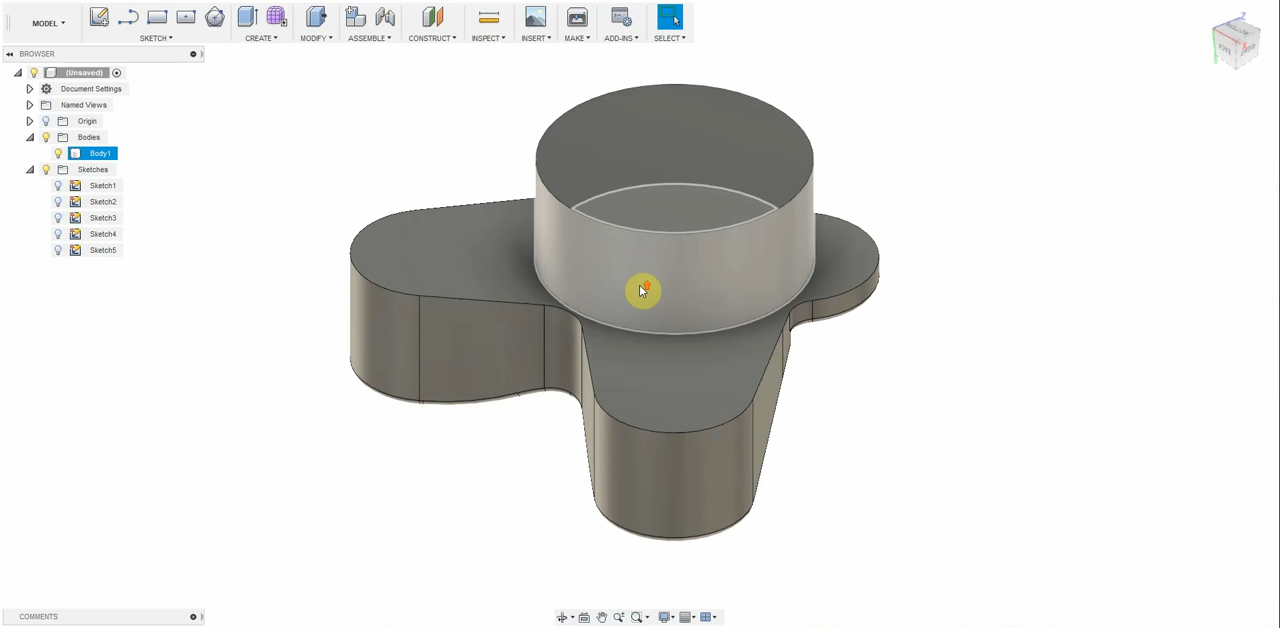 MODEL
SKETCH
CREATE
MODIFY
ASSEMBLE
CONSTRUCT
INSPECT
INSERT
MAKE
ADD-INS
SELECT
BROWSER
(Unsaved)
Document Settings
Named Views
Origin
Bodies
Body1
Sketches
Sketch1
Sketch2
Sketch3
Sketch4
Sketch5
COMMENTS